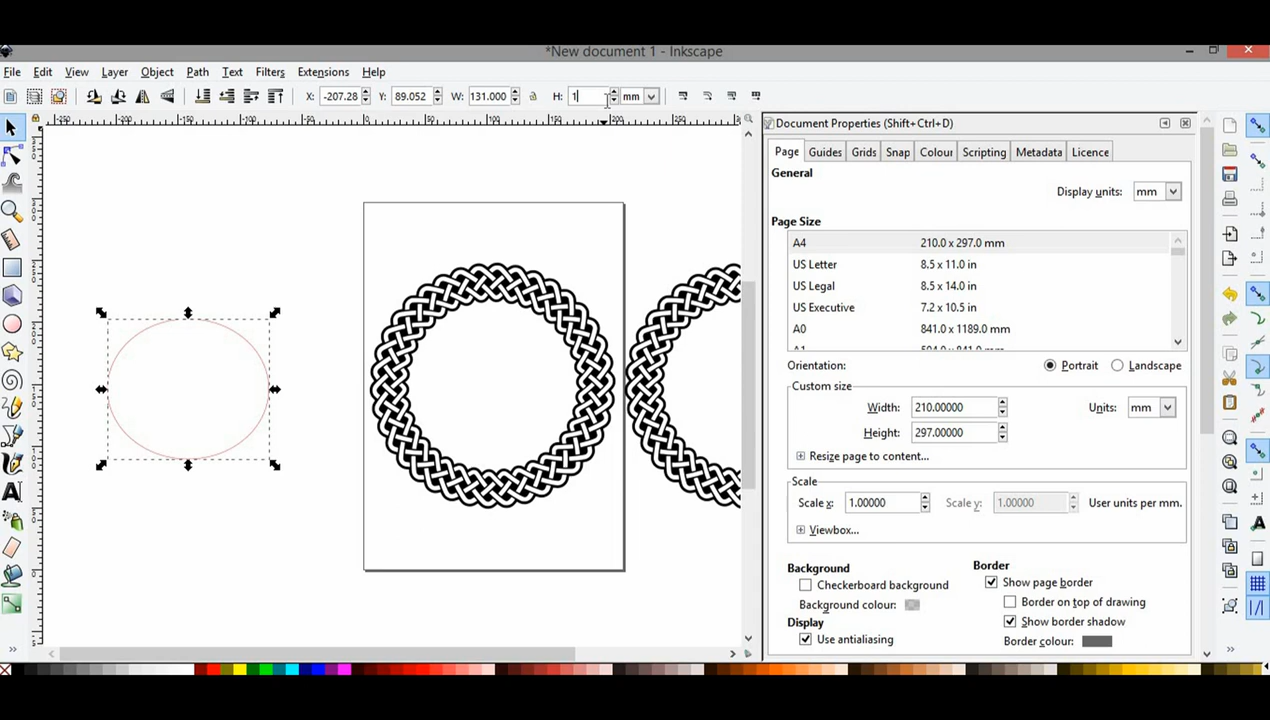 *New document 1 - Inkscape
File Edit View Layer Object Path Text Filters Extensions Help
X: -207.28 Y: 89.052 W: 131.000 H: 1 mm
Document Properties (Shift+Ctrl+D)
Page Guides Grids Snap Colour Scripting Metadata Licence
General
Display units: mm
Page Size
A4 210.0 x 297.0 mm
US Letter 8.5 x 11.0 in
US Legal 8.5 x 14.0 in
US Executive 7.2 x 10.5 in
A0 841.0 x 1189.0 mm
Orientation: Portrait Landscape
Custom size
Width: 210.00000 Units: mm
Height: 297.00000
Resize page to content...
Scale
Scale x: 1.00000 Scale y: 1.00000 User units per mm.
Viewbox...
Background Border
Checkerboard background Show page border
Background colour: Border on top of drawing
Display Show border shadow
Use antialiasing Border colour: